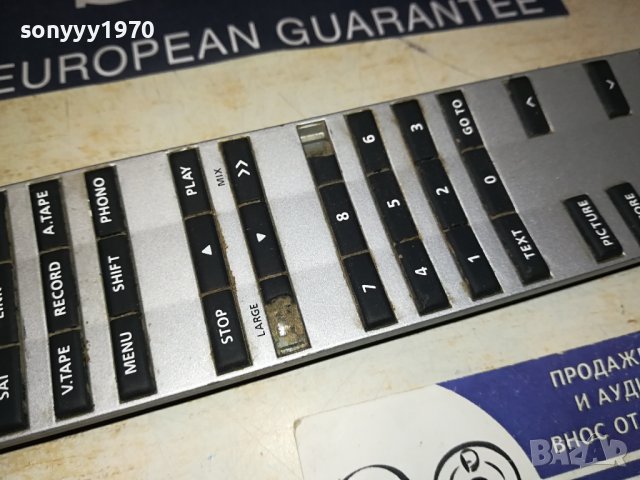 sonyyy1970
EUROPEAN GUARANTEE
A.TAPE
PHONO
PLAY
MIX
>>
6
3
GO TO
RECORD
SHIFT
8
5
2
0
SAT
V.TAPE
MENU
STOP
LARGE
7
4
1
TEXT
PICTURE
ПРОДАЖ
И АУДИ
ВНОС ОТ
BAZAR